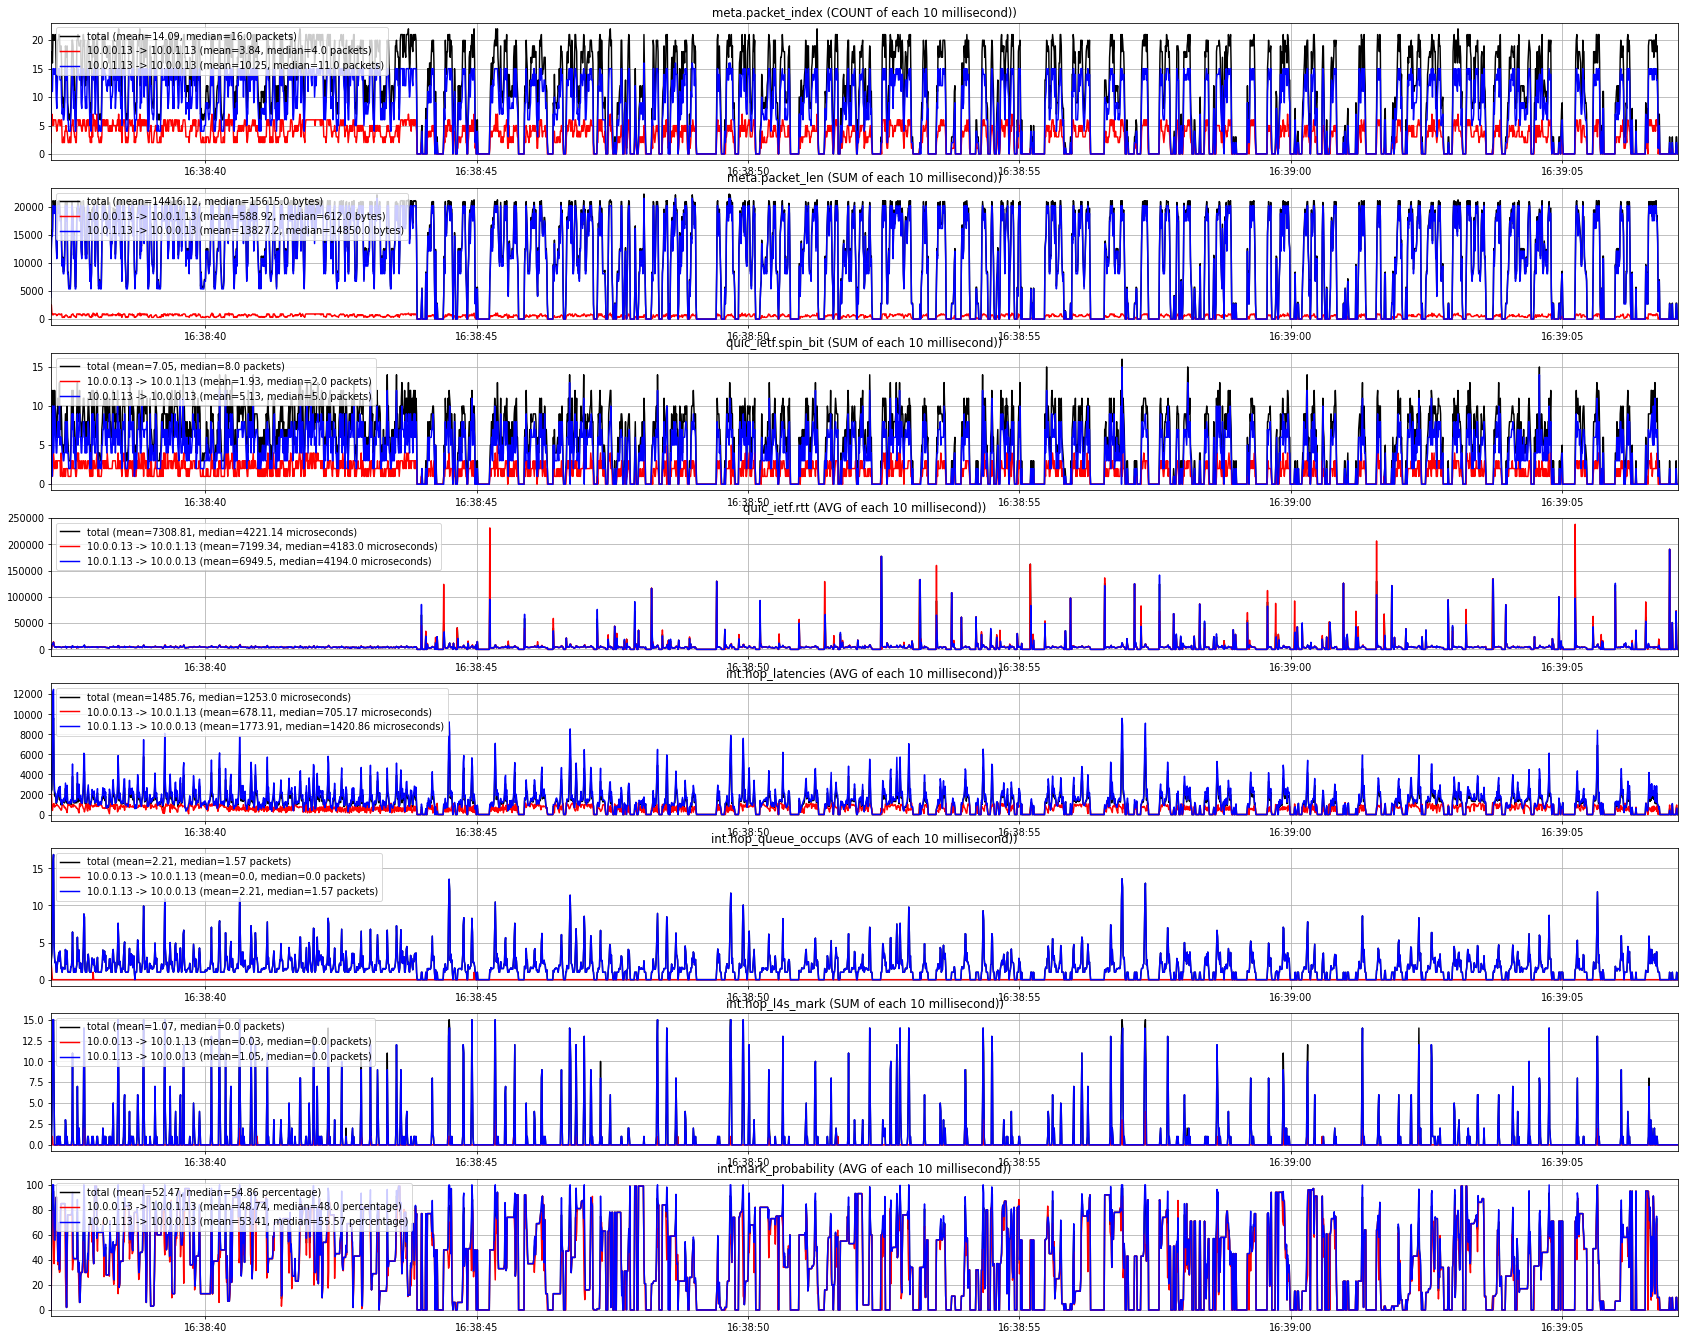 meta.packet_index (COUNT of each 10 millisecond))
total (mean=14.09, median=16.0 packets)
10.0.0.13 -> 10.0.1.13 (mean=3.84, median=4.0 packets)
10.0.1.13 -> 10.0.0.13 (mean=10.25, median=11.0 packets)
20
15
10
5
0
16:38:40 16:38:45 16:38:50 16:38:55 16:39:00 16:39:05
meta.packet_len (SUM of each 10 millisecond))
total (mean=14416.12, median=15615.0 bytes)
10.0.0.13 -> 10.0.1.13 (mean=588.92, median=612.0 bytes)
10.0.1.13 -> 10.0.0.13 (mean=13827.2, median=14850.0 bytes)
20000
15000
10000
5000
0
16:38:40 16:38:45 16:38:50 16:38:55 16:39:00 16:39:05
quic_ietf.spin_bit (SUM of each 10 millisecond))
total (mean=7.05, median=8.0 packets)
10.0.0.13 -> 10.0.1.13 (mean=1.93, median=2.0 packets)
10.0.1.13 -> 10.0.0.13 (mean=5.13, median=5.0 packets)
15
10
5
0
16:38:40 16:38:45 16:38:50 16:38:55 16:39:00 16:39:05
quic_ietf.rtt (AVG of each 10 millisecond))
total (mean=7308.81, median=4221.14 microseconds)
10.0.0.13 -> 10.0.1.13 (mean=7199.34, median=4183.0 microseconds)
10.0.1.13 -> 10.0.0.13 (mean=6949.5, median=4194.0 microseconds)
250000
200000
150000
100000
50000
0
16:38:40 16:38:45 16:38:50 16:38:55 16:39:00 16:39:05
int.hop_latencies (AVG of each 10 millisecond))
total (mean=1485.76, median=1253.0 microseconds)
10.0.0.13 -> 10.0.1.13 (mean=678.11, median=705.17 microseconds)
10.0.1.13 -> 10.0.0.13 (mean=1773.91, median=1420.86 microseconds)
12000
10000
8000
6000
4000
2000
0
16:38:40 16:38:45 16:38:50 16:38:55 16:39:00 16:39:05
int.hop_queue_occups (AVG of each 10 millisecond))
total (mean=2.21, median=1.57 packets)
10.0.0.13 -> 10.0.1.13 (mean=0.0, median=0.0 packets)
10.0.1.13 -> 10.0.0.13 (mean=2.21, median=1.57 packets)
15
10
5
0
16:38:40 16:38:45 16:38:50 16:38:55 16:39:00 16:39:05
int.hop_l4s_mark (SUM of each 10 millisecond))
total (mean=1.07, median=0.0 packets)
10.0.0.13 -> 10.0.1.13 (mean=0.03, median=0.0 packets)
10.0.1.13 -> 10.0.0.13 (mean=1.05, median=0.0 packets)
15.0
12.5
10.0
7.5
5.0
2.5
0.0
16:38:40 16:38:45 16:38:50 16:38:55 16:39:00 16:39:05
int.mark_probability (AVG of each 10 millisecond))
total (mean=52.47, median=54.86 percentage)
10.0.0.13 -> 10.0.1.13 (mean=48.74, median=48.0 percentage)
10.0.1.13 -> 10.0.0.13 (mean=53.41, median=55.57 percentage)
100
80
60
40
20
0
16:38:40 16:38:45 16:38:50 16:38:55 16:39:00 16:39:05